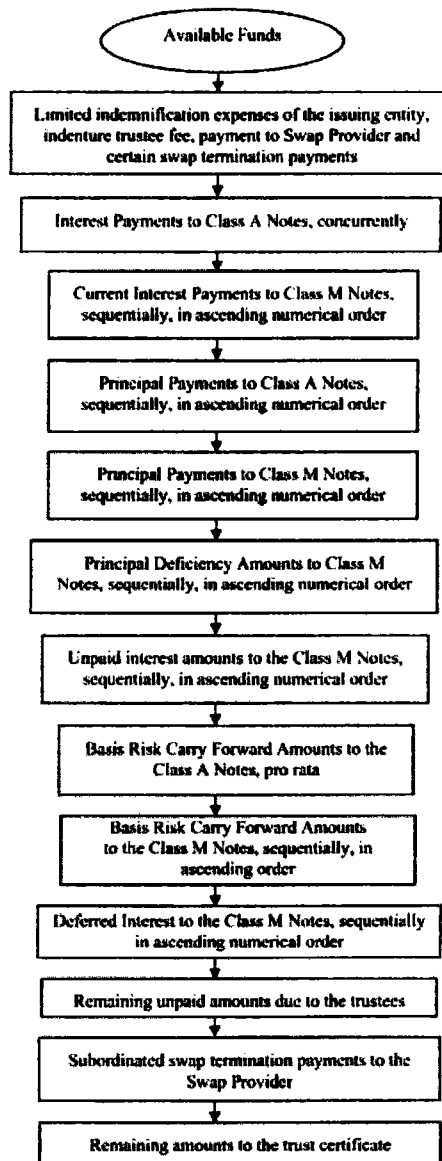 Available Funds
Limited indemnification expenses of the issuing entity,
indenture trustee fee, payment to Swap Provider and
certain swap termination payments
Interest Payments to Class A Notes, concurrently
Current Interest Payments to Class M Notes,
sequentially, in ascending numerical order
Principal Payments to Class A Notes,
sequentially, in ascending numerical order
Principal Payments to Class M Notes,
sequentially, in ascending numerical order
Principal Deficiency Amounts to Class M
Notes, sequentially, in ascending numerical order
Unpaid interest amounts to the Class M Notes,
sequentially, in ascending numerical order
Basis Risk Carry Forward Amounts to the
Class A Notes, pro rata
Basis Risk Carry Forward Amounts
to the Class M Notes, sequentially, in
ascending order
Deferred Interest to the Class M Notes, sequentially
in ascending numerical order
Remaining unpaid amounts due to the trustees
Subordinated swap termination payments to the
Swap Provider
Remaining amounts to the trust certificate